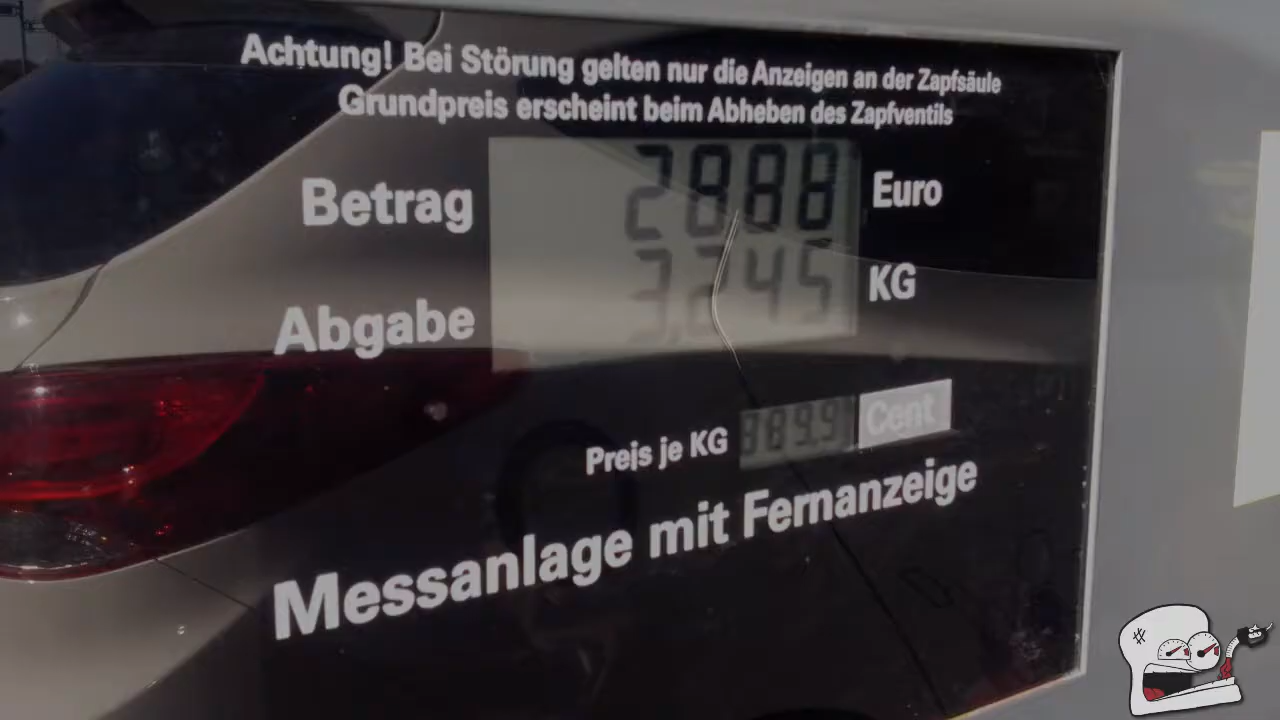 Achtung! Bei Störung gelten nur die Anzeigen an der Zapfsäule
Grundpreis erscheint beim Abheben des Zapfventils
Betrag 2888 Euro
Abgabe KG
Preis je KG Cent
Messanlage mit Fernanzeige